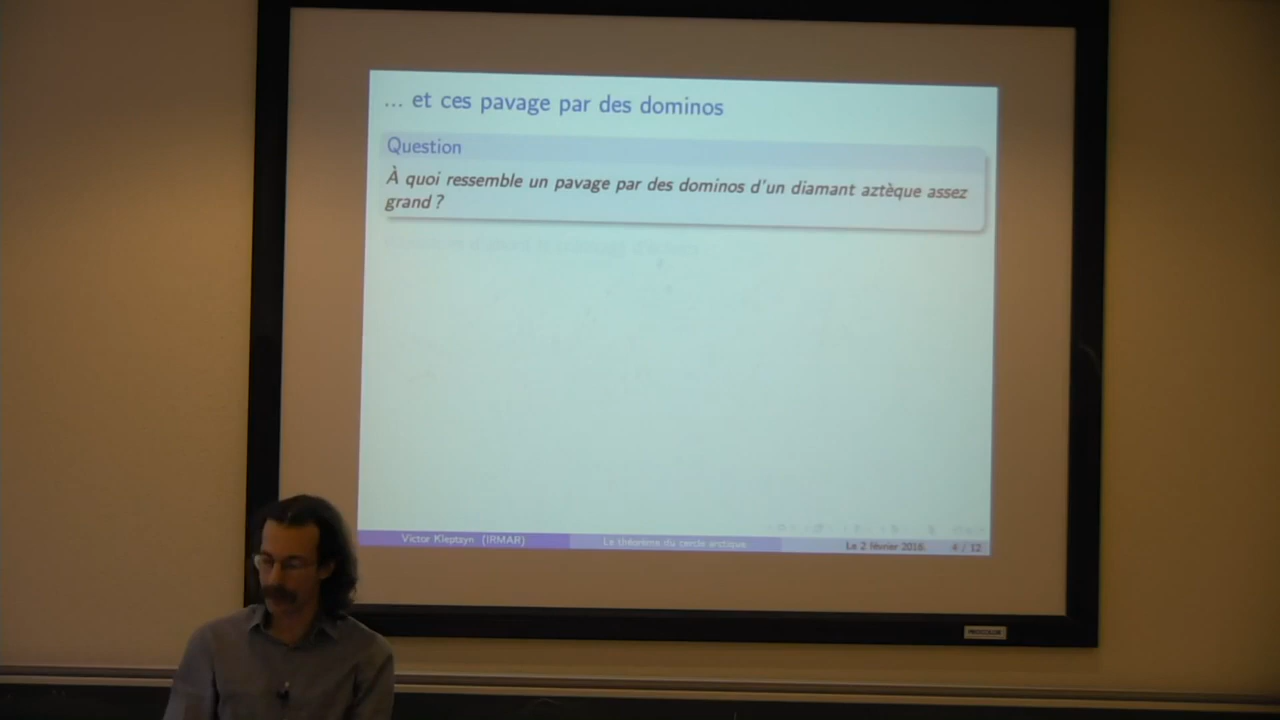 ... et ces pavage par des dominos
Question
À quoi ressemble un pavage par des dominos d'un diamant aztèque assez
grand ?
Victor Kleptsyn (IRMAR)
Le théorème du cercle arctique
Le 2 février 2016
4 / 12
PROCOLOR